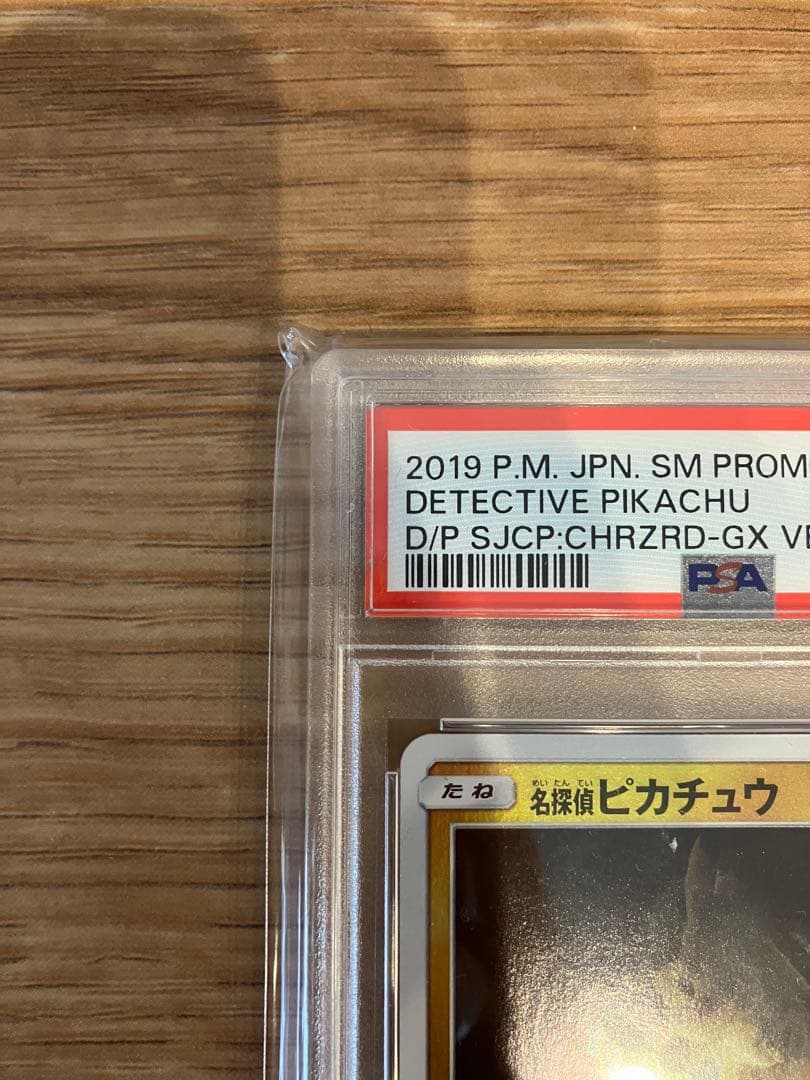 2019 P.M. JPN. SM PROM
DETECTIVE PIKACHU
D/P SJCP:CHRZRD-GX VE
PSA
めい たん てい
たね 名探偵ピカチュウ